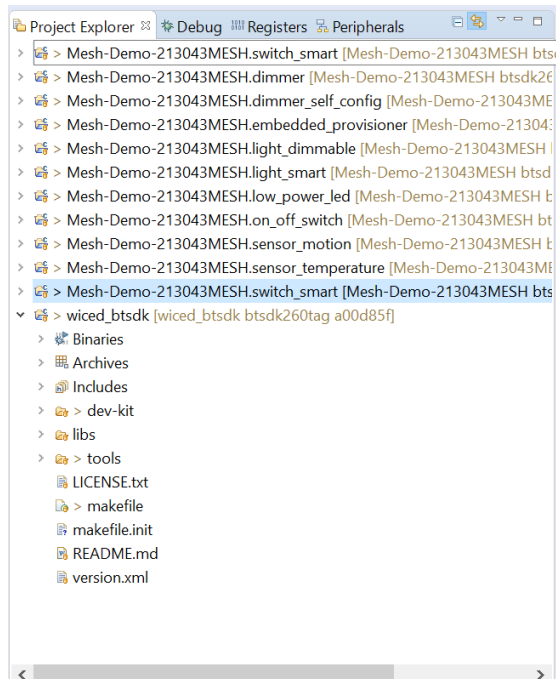 Project Explorer Debug Registers Peripherals
> Mesh-Demo-213043MESH.switch_smart [Mesh-Demo-213043MESH bts
> Mesh-Demo-213043MESH.dimmer [Mesh-Demo-213043MESH btsdk26
> Mesh-Demo-213043MESH.dimmer_self_config [Mesh-Demo-213043ME
> Mesh-Demo-213043MESH.embedded_provisioner [Mesh-Demo-21304
> Mesh-Demo-213043MESH.light_dimmable [Mesh-Demo-213043MESH
> Mesh-Demo-213043MESH.light_smart [Mesh-Demo-213043MESH btsd
> Mesh-Demo-213043MESH.low_power_led [Mesh-Demo-213043MESH b
> Mesh-Demo-213043MESH.on_off_switch [Mesh-Demo-213043MESH bt
> Mesh-Demo-213043MESH.sensor_motion [Mesh-Demo-213043MESH b
> Mesh-Demo-213043MESH.sensor_temperature [Mesh-Demo-213043ME
> Mesh-Demo-213043MESH.switch_smart [Mesh-Demo-213043MESH bts
> wiced_btsdk [wiced_btsdk btsdk260tag a00d85f]
Binaries
Archives
Includes
> dev-kit
libs
> tools
LICENSE.txt
> makefile
makefile.init
README.md
version.xml